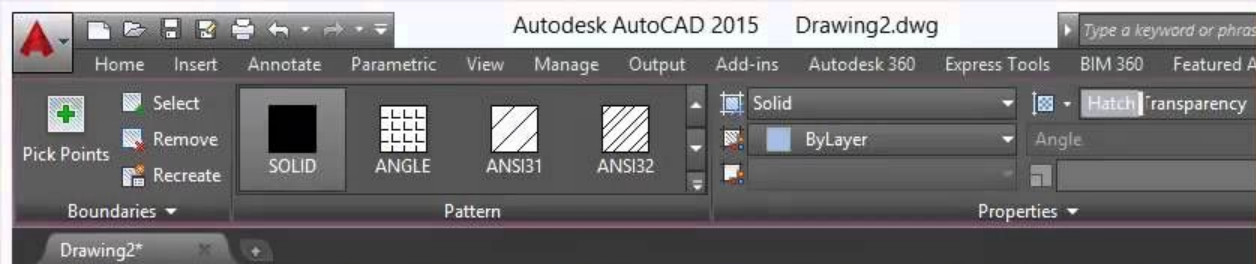 Autodesk AutoCAD 2015 Drawing2.dwg
Type a keyword or phras
Home Insert Annotate Parametric View Manage Output Add-ins Autodesk 360 Express Tools BIM 360 Featured A
Select
Solid
Hatch Transparency
Pick Points
Remove
SOLID
ANGLE
ANSI31
ANSI32
ByLayer
Angle
Recreate
Boundaries
Pattern
Properties
Drawing2*